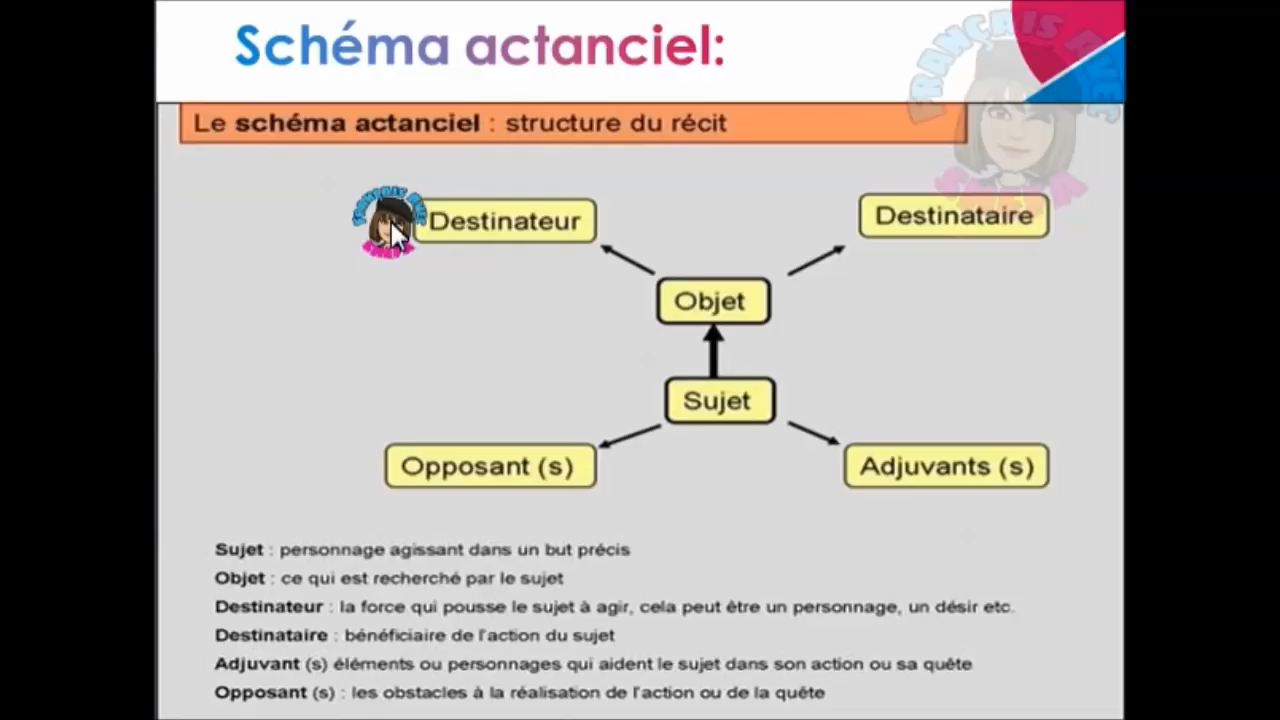 Schéma actanciel:
FRANÇAIS AVEC
Le schéma actanciel : structure du récit
Destinateur
Destinataire
Objet
Sujet
Opposant (s)
Adjuvants (s)
Sujet : personnage agissant dans un but précis
Objet : ce qui est recherché par le sujet
Destinateur : la force qui pousse le sujet à agir, cela peut être un personnage, un désir etc.
Destinataire : bénéficiaire de l'action du sujet
Adjuvant (s) éléments ou personnages qui aident le sujet dans son action ou sa quête
Opposant (s) : les obstacles à la réalisation de l'action ou de la quête